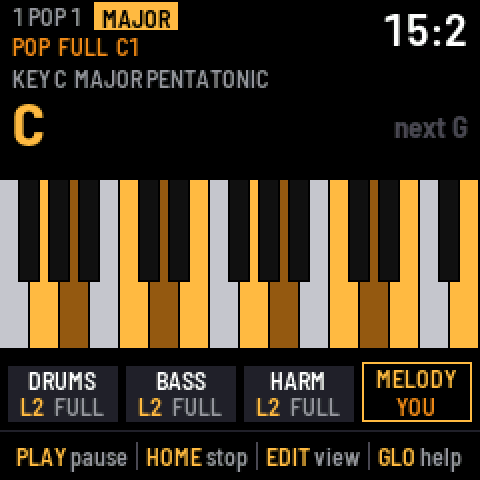 1 POP 1 MAJOR
15:2
POP FULL C1
KEY C MAJOR PENTATONIC
C
next G
DRUMS
L2 FULL
BASS
L2 FULL
HARM
L2 FULL
MELODY
YOU
PLAY pause HOME stop EDIT view GLO help